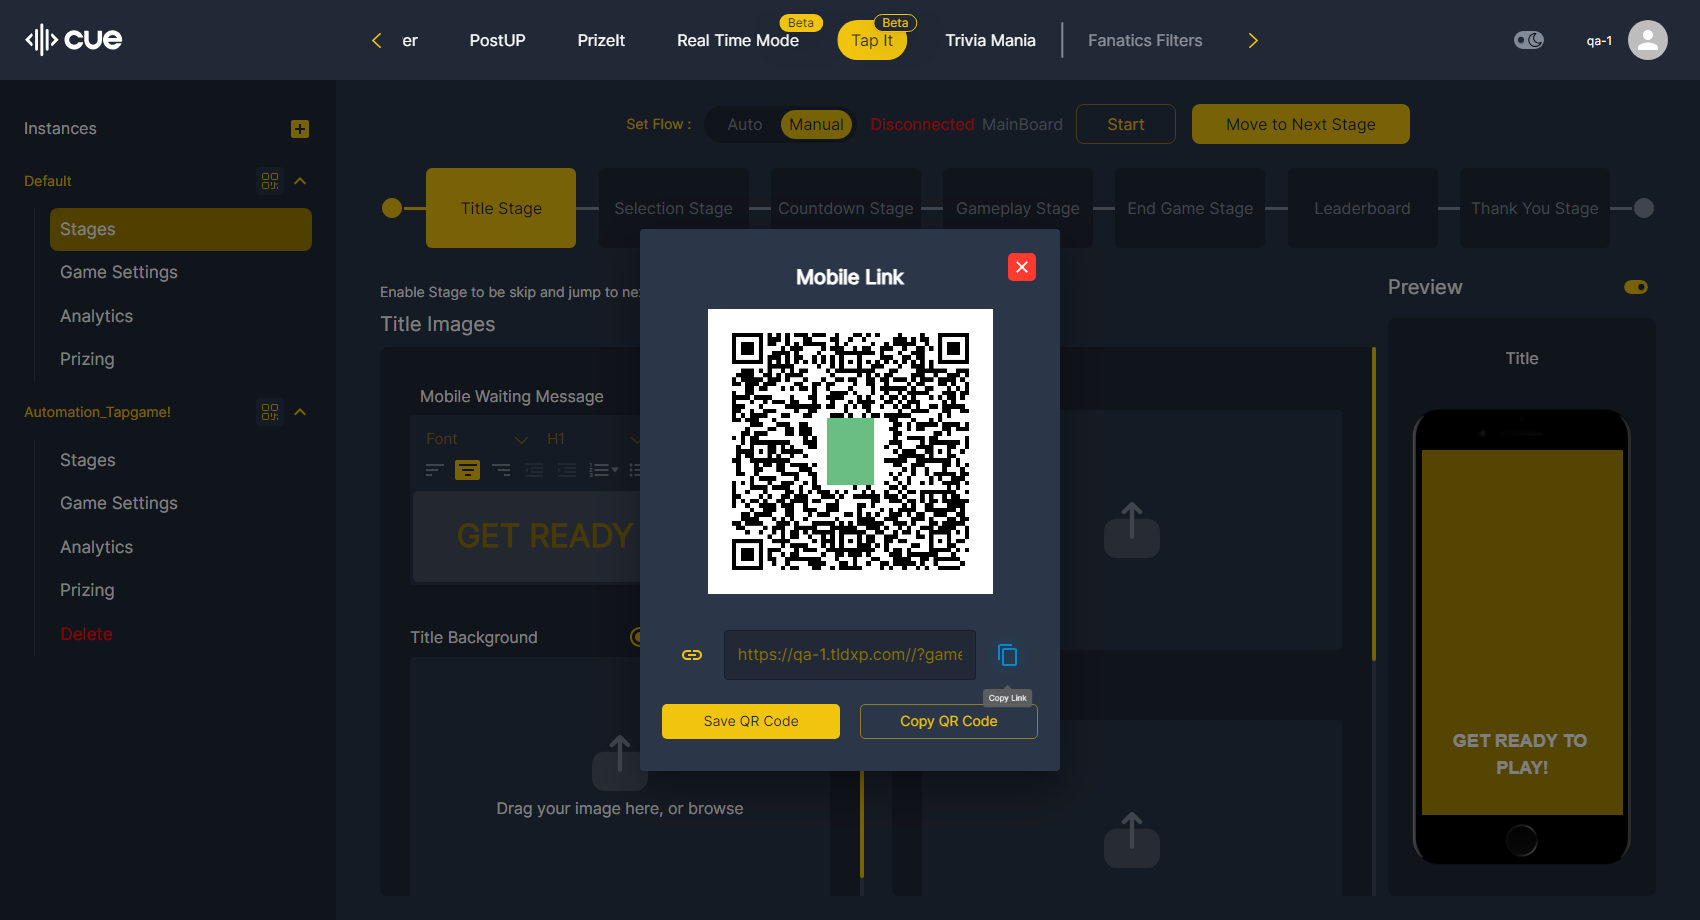 cue
er
PostUP
PrizeIt
Real Time Mode
Beta
Tap It
Beta
Trivia Mania
Fanatics Filters
qa-1
Instances
Default
Stages
Game Settings
Analytics
Prizing
Automation_Tapgame!
Stages
Game Settings
Analytics
Prizing
Delete
Set Flow :
Auto
Manual
Disconnected MainBoard
Start
Move to Next Stage
Title Stage
Selection Stage
Countdown Stage
Gameplay Stage
End Game Stage
Leaderboard
Thank You Stage
Enable Stage to be skip and jump to
Title Images
Mobile Waiting Message
Font
H1
GET READY
Title Background
Drag your image here, or browse
Mobile Link
https://qa-1.tldxp.com//?game
Copy Link
Save QR Code
Copy QR Code
Preview
Title
GET READY TO
PLAY!